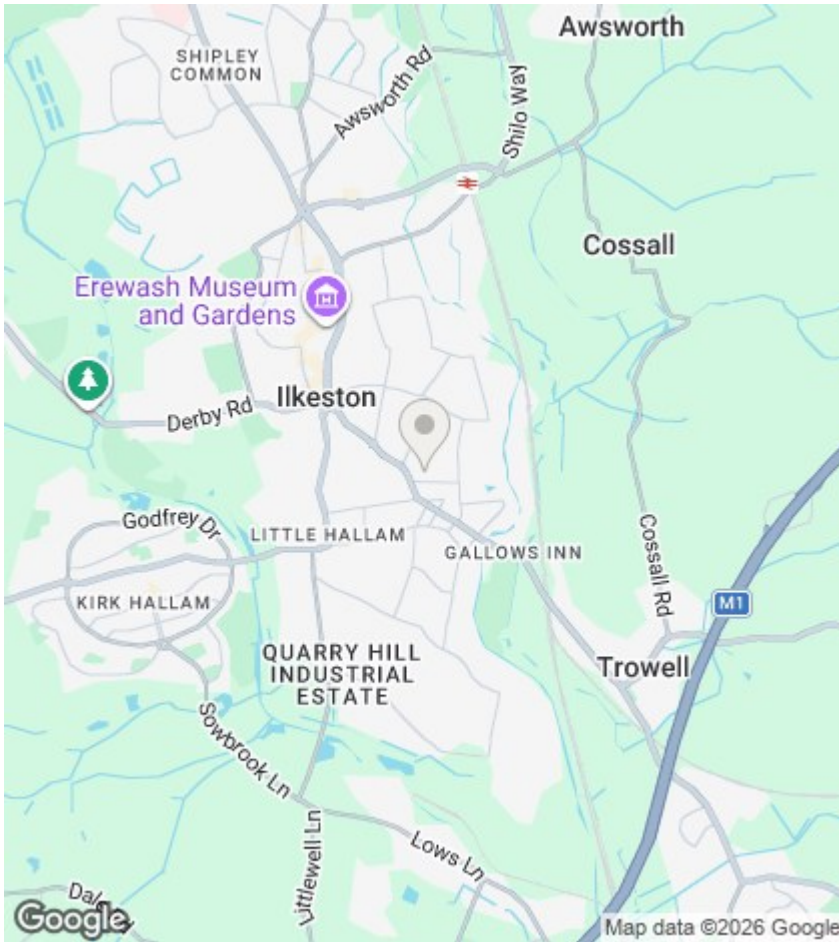 Awsworth
SHIPLEY
COMMON
Awsworth Rd
Shilo Way
Cossall
Erewash Museum
and Gardens
Ilkeston
Derby Rd
Godfrey Dr
LITTLE HALLAM
GALLOWS INN
Cossall Rd
KIRK HALLAM
M1
QUARRY HILL
INDUSTRIAL
ESTATE
Trowell
Sowbrook Ln
Littlewell Ln
Lows Ln
Google
Map data ©2026 Google